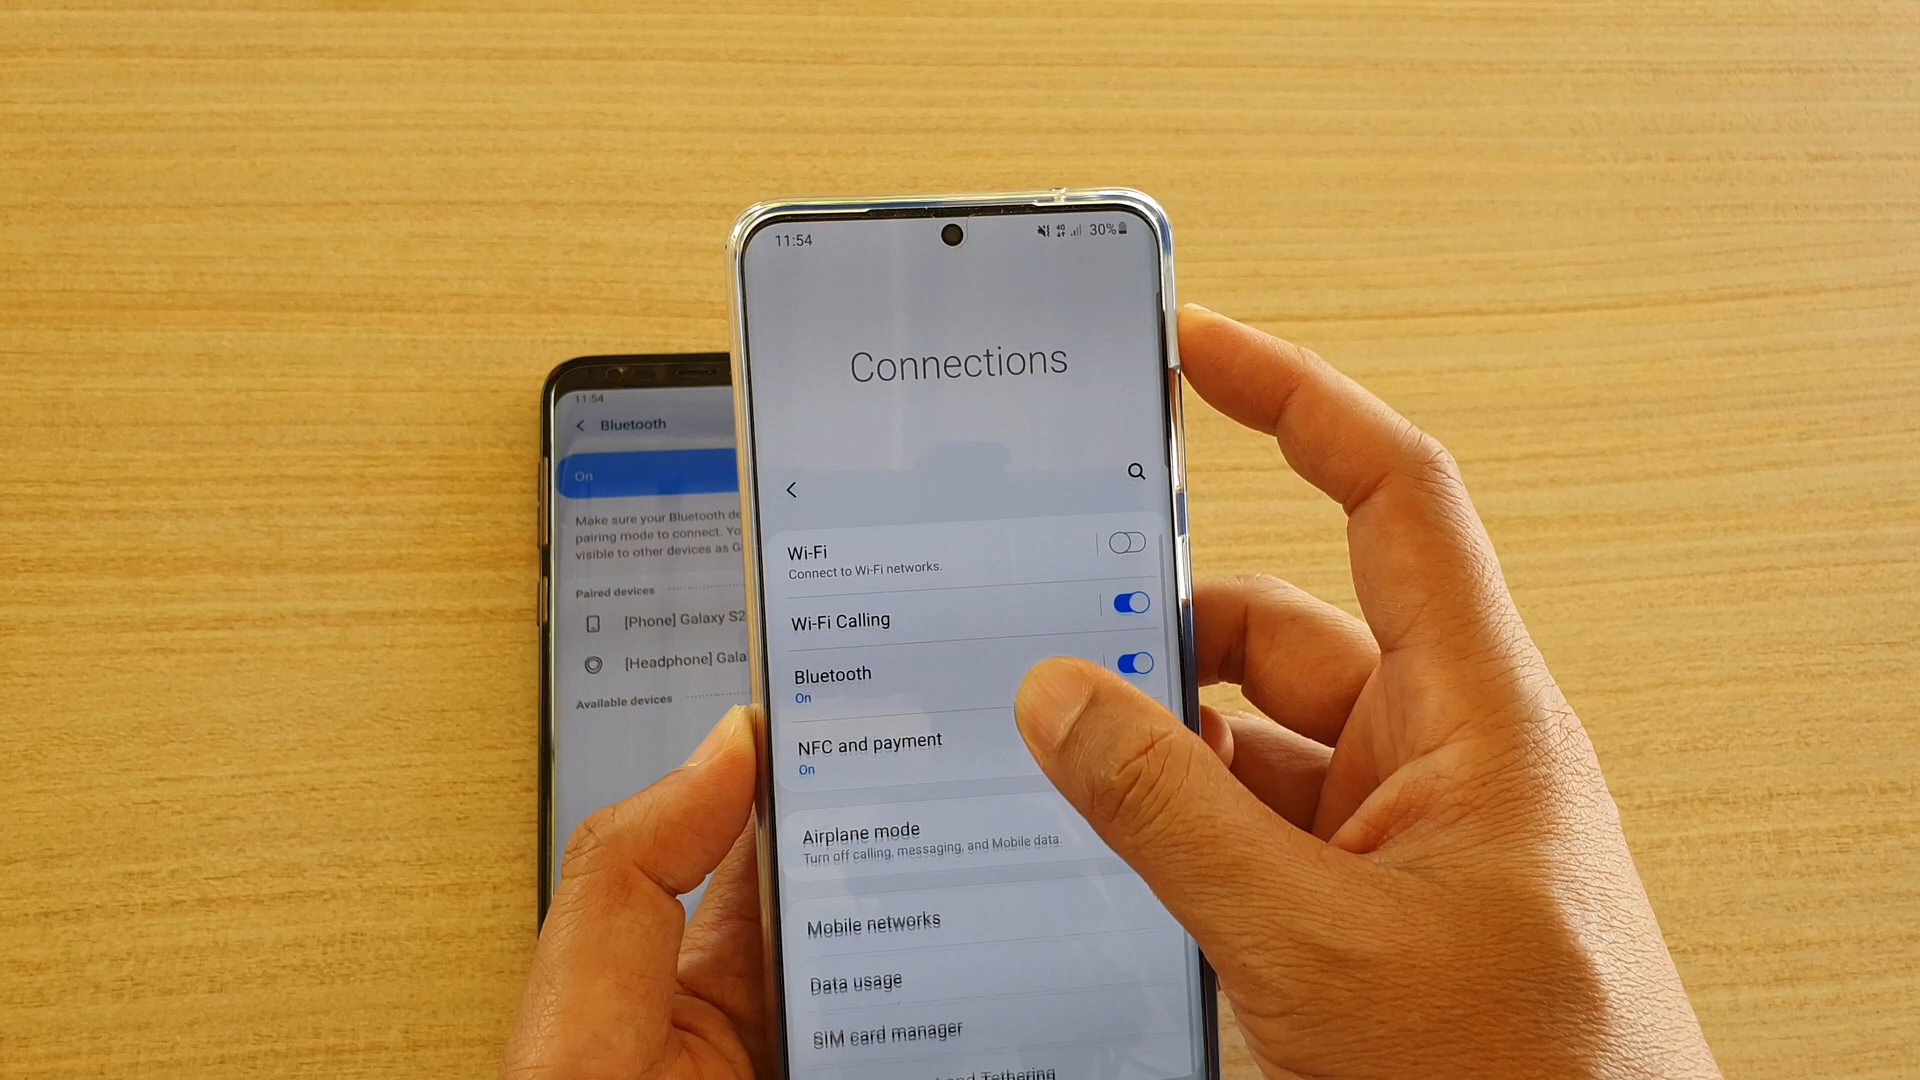 11:54
4G
30%
Connections
Wi-Fi
Connect to Wi-Fi networks.
Wi-Fi Calling
Bluetooth
On
NFC and payment
On
Airplane mode
Turn off calling, messaging, and Mobile data.
Mobile networks
Data usage
SIM card manager
and Tethering
11:54
Bluetooth
On
Make sure your Bluetooth
pairing mode to connect.
visible to other devices as
Paired devices
[Phone] Galaxy
[Headphone]
Available devices